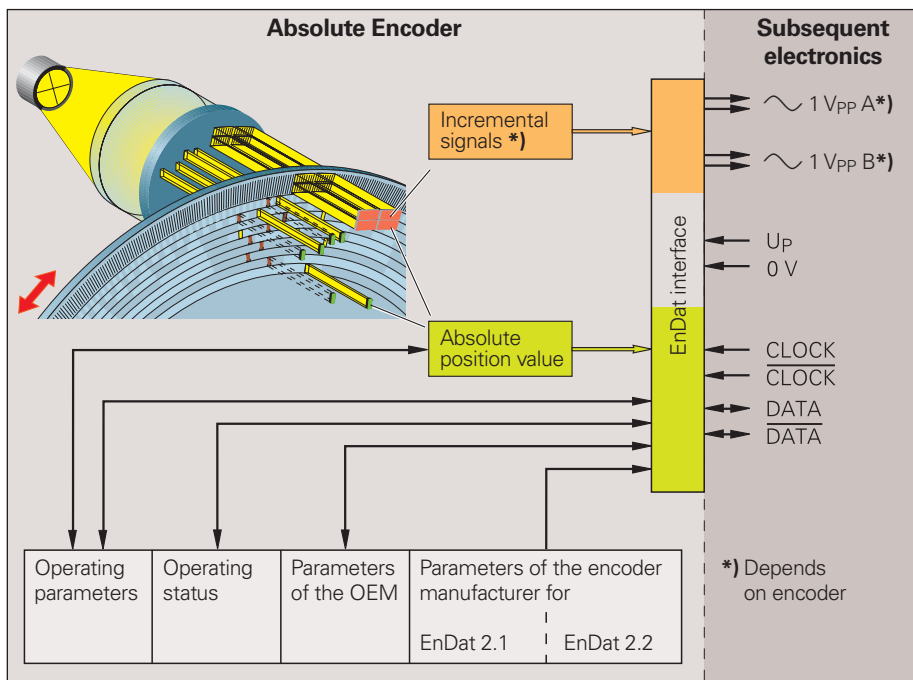 Absolute Encoder
Subsequent
electronics
Incremental
signals *)
1 VPP A*)
1 VPP B*)
UP
0 V
EnDat interface
Absolute
position value
CLOCK
CLOCK
DATA
DATA
Operating
parameters
Operating
status
Parameters
of the OEM
Parameters of the encoder
manufacturer for
EnDat 2.1
EnDat 2.2
*) Depends
on encoder